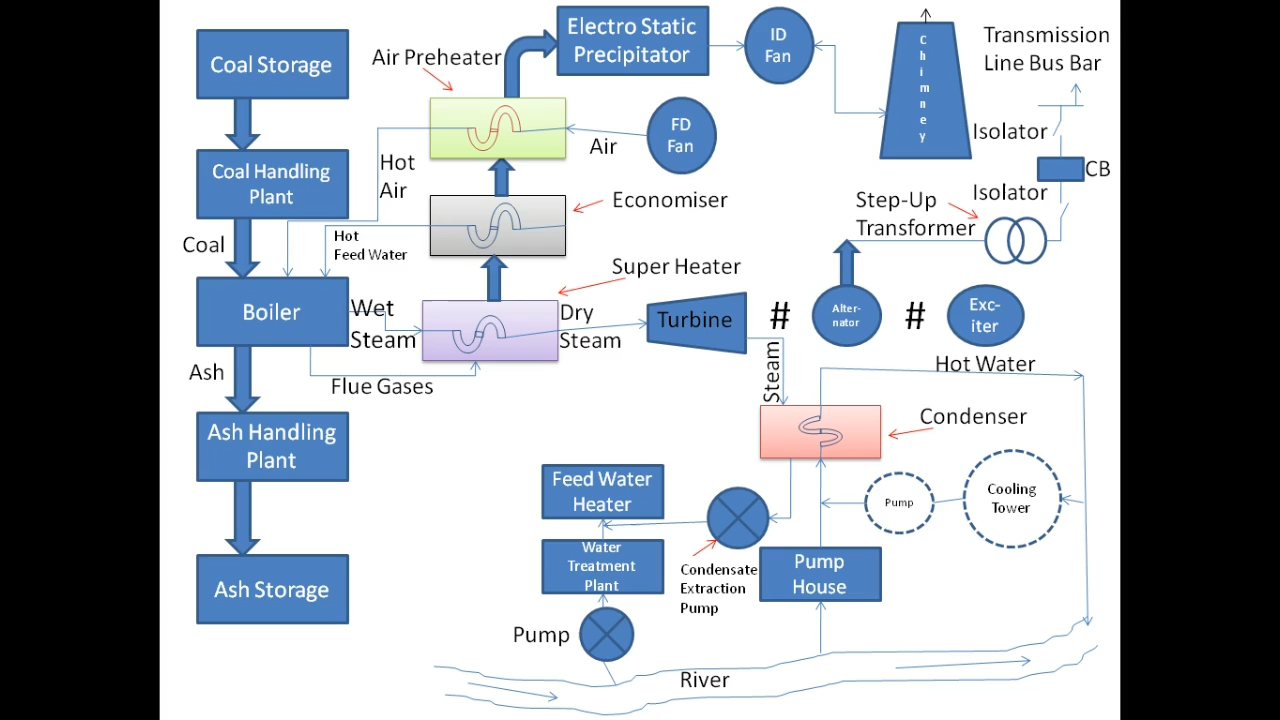 Coal Storage
Coal Handling
Plant
Coal
Boiler
Ash
Ash Handling
Plant
Ash Storage
Air Preheater
Electro Static
Precipitator
ID
Fan
Chimney
Transmission
Line Bus Bar
Isolator
CB
Isolator
Step-Up
Transformer
FD
Fan
Air
Hot
Air
Economiser
Hot
Feed Water
Super Heater
Wet
Steam
Dry
Steam
Flue Gases
Turbine
#
Alter-
nator
#
Exc-
iter
Steam
Hot Water
Condenser
Feed Water
Heater
Water
Treatment
Plant
Pump
Condensate
Extraction
Pump
Pump
House
Pump
Cooling
Tower
River